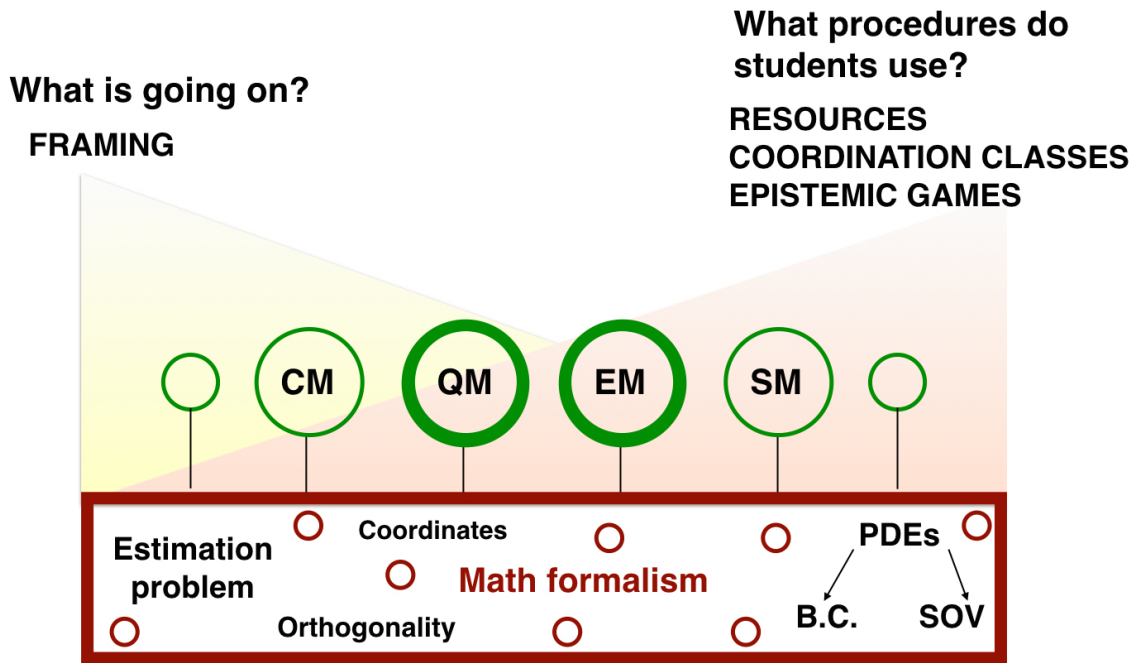 What is going on?
FRAMING
What procedures do
students use?
RESOURCES
COORDINATION CLASSES
EPISTEMIC GAMES
CM
QM
EM
SM
Estimation
problem
Coordinates
Math formalism
Orthogonality
PDEs
B.C.
SOV